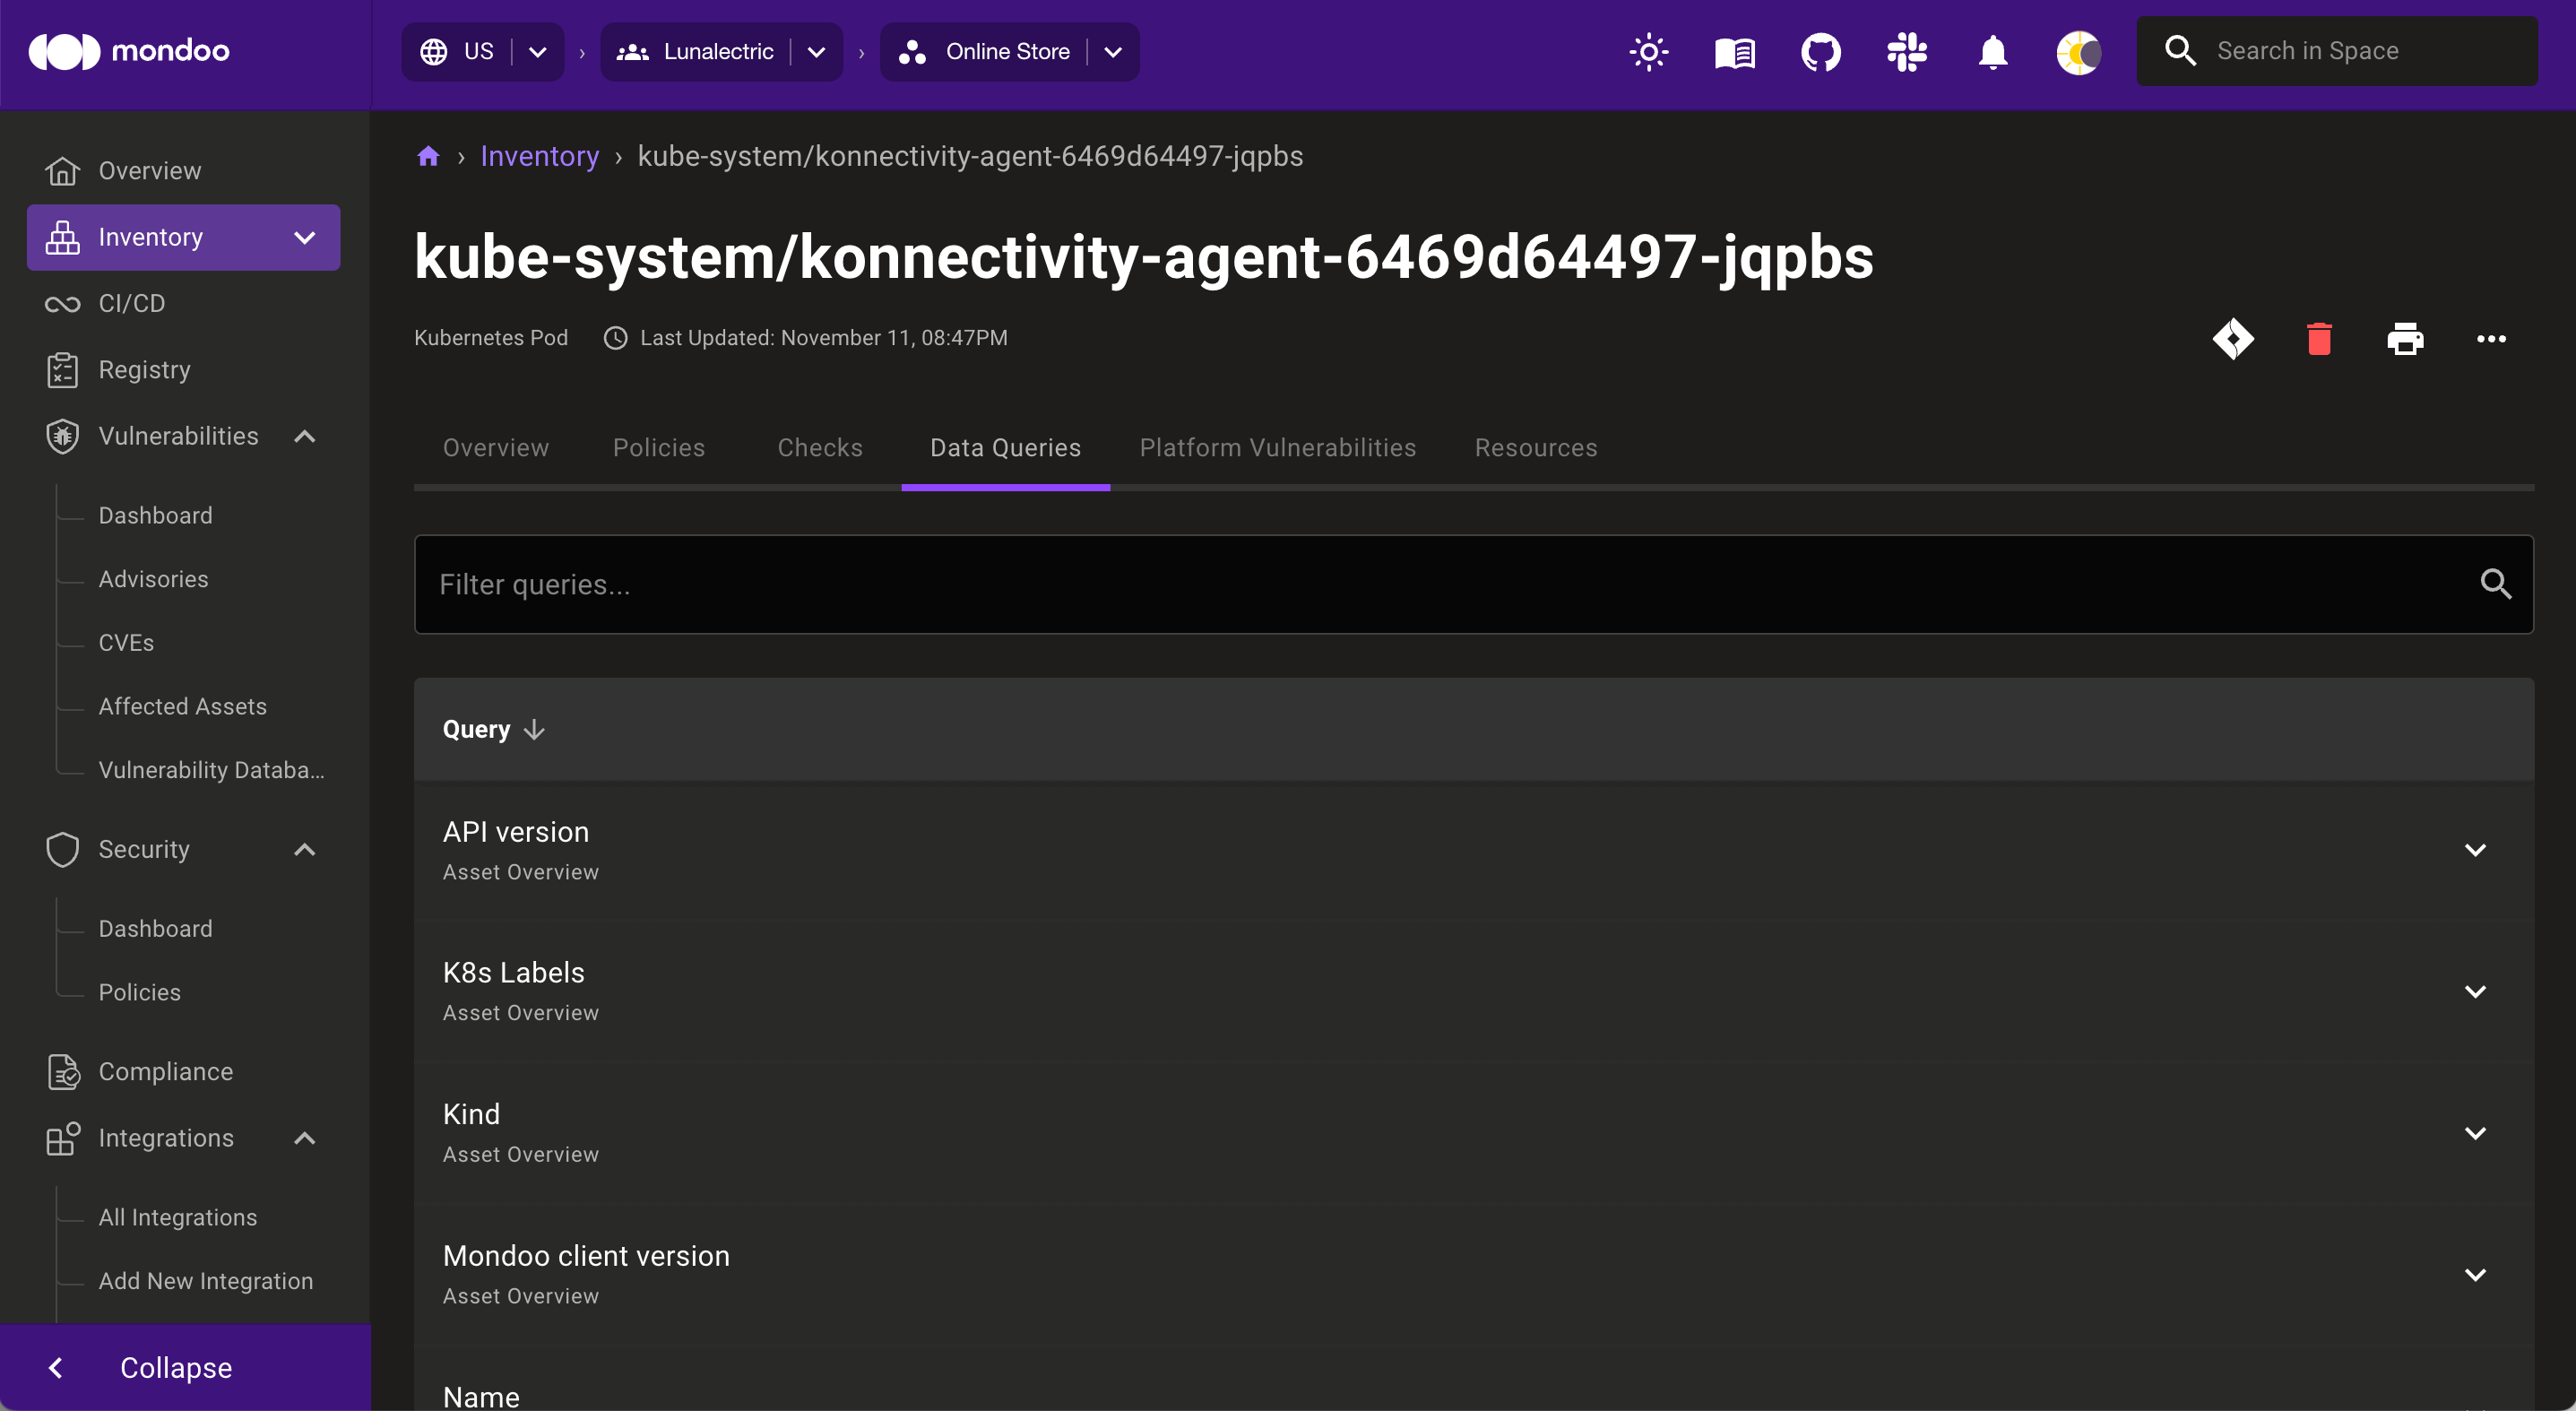 mondoo
US
Lunalectric
Online Store
Search in Space
Overview
Inventory
CI/CD
Registry
Vulnerabilities
Dashboard
Advisories
CVEs
Affected Assets
Vulnerability Databa...
Security
Dashboard
Policies
Compliance
Integrations
All Integrations
Add New Integration
Collapse
Inventory › kube-system/konnectivity-agent-6469d64497-jqpbs
kube-system/konnectivity-agent-6469d64497-jqpbs
Kubernetes Pod Last Updated: November 11, 08:47PM
Overview Policies Checks Data Queries Platform Vulnerabilities Resources
Filter queries...
Query
API version
Asset Overview
K8s Labels
Asset Overview
Kind
Asset Overview
Mondoo client version
Asset Overview
Name